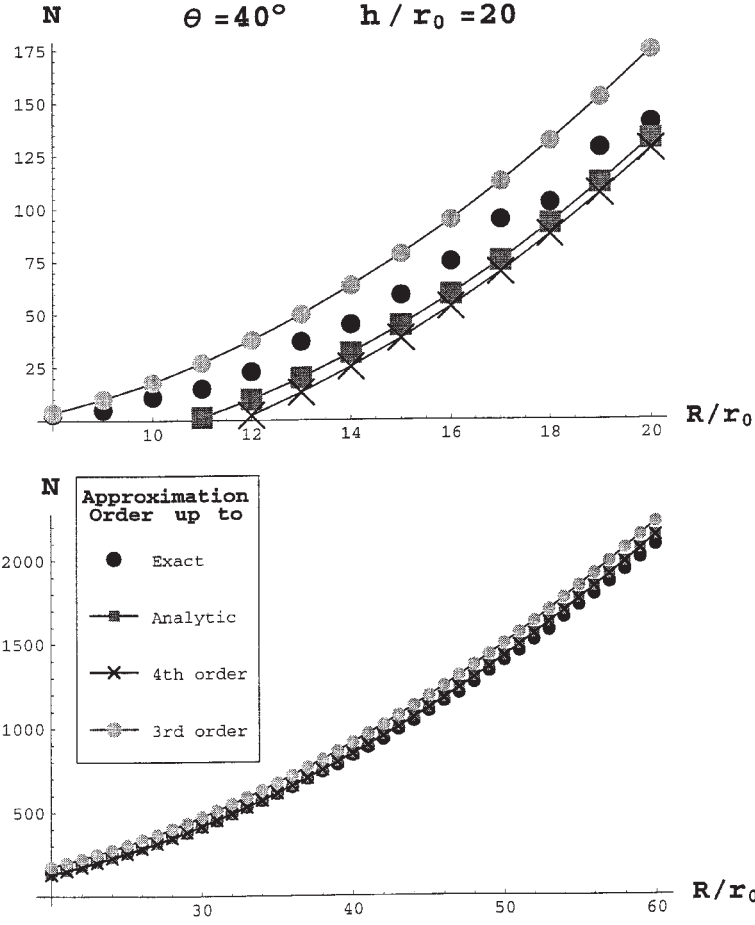 N θ =40° h / r₀ =20
175
150
125
100
75
50
25
10 12 14 16 18 20 R/r₀
N
Approximation
Order up to
Exact
Analytic
4th order
3rd order
2000
1500
1000
500
30 40 50 60 R/r₀